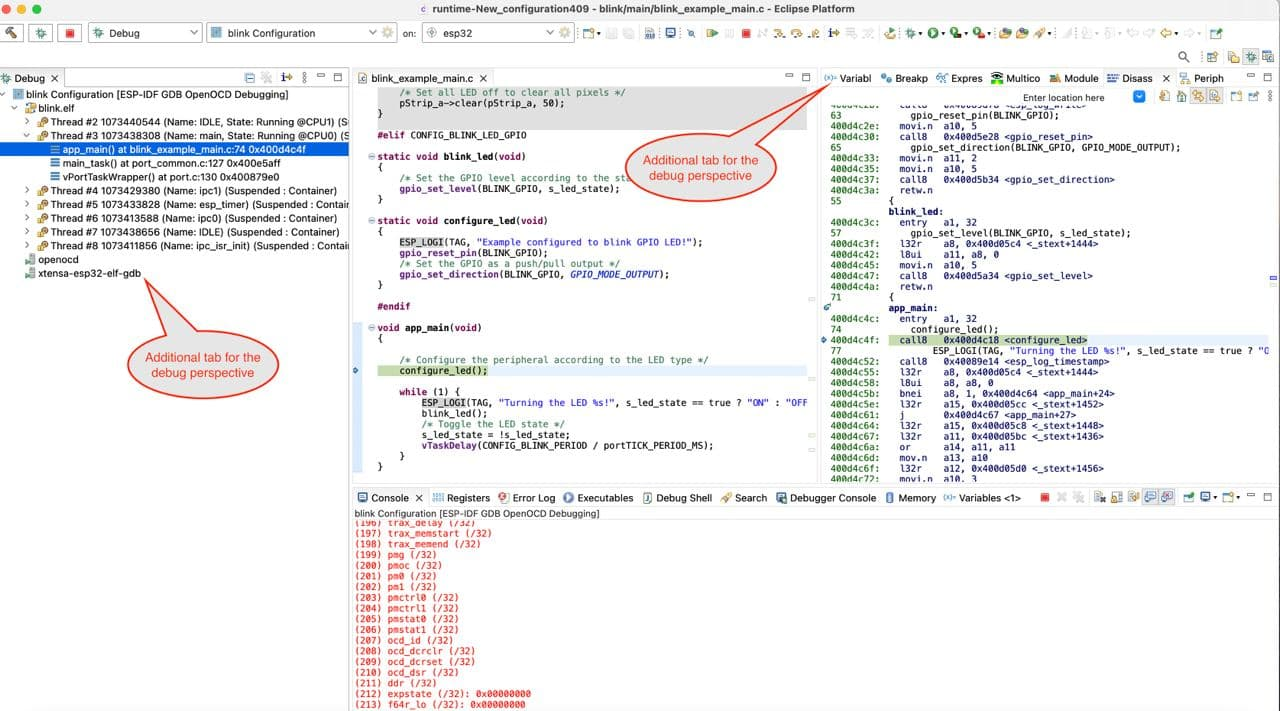 runtime-New_configuration409 - blink/main/blink_example_main.c - Eclipse Platform
Debug
blink Configuration
on:
esp32
Debug
blink Configuration [ESP-IDF GDB OpenOCD Debugging]
blink.elf
Thread #2 1073440544 (Name: IDLE, State: Running @CPU1) (S
Thread #3 1073438308 (Name: main, State: Running @CPU0) (S
app_main() at blink_example_main.c:74 0x400d4c4f
main_task() at port_common.c:127 0x400e5aff
vPortTaskWrapper() at port.c:130 0x400879e0
Thread #4 1073429380 (Name: ipc1) (Suspended : Container)
Thread #5 1073433828 (Name: esp_timer) (Suspended : Contai
Thread #6 1073413588 (Name: ipc0) (Suspended : Container)
Thread #7 1073438656 (Name: IDLE) (Suspended : Container)
Thread #8 1073411856 (Name: ipc_isr_init) (Suspended : Contai
openocd
xtensa-esp32-elf-gdb
Additional tab for the
debug perspective
blink_example_main.c
/* Set all LED off to clear all pixels */
pStrip_a->clear(pStrip_a, 50);
}
#elif CONFIG_BLINK_LED_GPIO
static void blink_led(void)
{
/* Set the GPIO level according to the sta
gpio_set_level(BLINK_GPIO, s_led_state);
}
static void configure_led(void)
{
ESP_LOGI(TAG, "Example configured to blink GPIO LED!");
gpio_reset_pin(BLINK_GPIO);
/* Set the GPIO as a push/pull output */
gpio_set_direction(BLINK_GPIO, GPIO_MODE_OUTPUT);
}
#endif
void app_main(void)
{
/* Configure the peripheral according to the LED type */
configure_led();
while (1) {
ESP_LOGI(TAG, "Turning the LED %s!", s_led_state == true ? "ON" : "OFF
blink_led();
/* Toggle the LED state */
s_led_state = !s_led_state;
vTaskDelay(CONFIG_BLINK_PERIOD / portTICK_PERIOD_MS);
}
}
Additional tab for the
debug perspective
Variabl
Breakp
Expres
Multico
Module
Disass
Periph
Enter location here
400d4c2b: call8 0x40089d78 <esp_log_write>
63 gpio_reset_pin(BLINK_GPIO);
400d4c2e: movi.n a10, 5
400d4c30: call8 0x400d5e28 <gpio_reset_pin>
65 gpio_set_direction(BLINK_GPIO, GPIO_MODE_OUTPUT);
400d4c33: movi.n a11, 2
400d4c35: movi.n a10, 5
400d4c37: call8 0x400d5b34 <gpio_set_direction>
400d4c3a: retw.n
55 {
blink_led:
400d4c3c: entry a1, 32
57 gpio_set_level(BLINK_GPIO, s_led_state);
400d4c3f: l32r a8, 0x400d05c4 <_stext+1444>
400d4c42: l8ui a11, a8, 0
400d4c45: movi.n a10, 5
400d4c47: call8 0x400d5a34 <gpio_set_level>
400d4c4a: retw.n
71 {
app_main:
400d4c4c: entry a1, 32
74 configure_led();
400d4c4f: call8 0x400d4c18 <configure_led>
77 ESP_LOGI(TAG, "Turning the LED %s!", s_led_state == true ? "O
400d4c52: call8 0x40089e14 <esp_log_timestamp>
400d4c55: l32r a8, 0x400d05c4 <_stext+1444>
400d4c58: l8ui a8, a8, 0
400d4c5b: bnei a8, 1, 0x400d4c64 <app_main+24>
400d4c5e: l32r a15, 0x400d05cc <_stext+1452>
400d4c61: j 0x400d4c67 <app_main+27>
400d4c64: l32r a15, 0x400d05c8 <_stext+1448>
400d4c67: l32r a11, 0x400d05bc <_stext+1436>
400d4c6a: or a14, a11, a11
400d4c6d: mov.n a13, a10
400d4c6f: l32r a12, 0x400d05d0 <_stext+1456>
400d4c72: movi.n a10, 3
Console
Registers
Error Log
Executables
Debug Shell
Search
Debugger Console
Memory
Variables <1>
blink Configuration [ESP-IDF GDB OpenOCD Debugging]
(196) trax_delay (/32)
(197) trax_memstart (/32)
(198) trax_memend (/32)
(199) pmg (/32)
(200) pmoc (/32)
(201) pm0 (/32)
(202) pm1 (/32)
(203) pmctrl0 (/32)
(204) pmctrl1 (/32)
(205) pmstat0 (/32)
(206) pmstat1 (/32)
(207) ocd_id (/32)
(208) ocd_dcrclr (/32)
(209) ocd_dcrset (/32)
(210) ocd_dsr (/32)
(211) ddr (/32)
(212) expstate (/32): 0x00000000
(213) f64r_lo (/32): 0x00000000